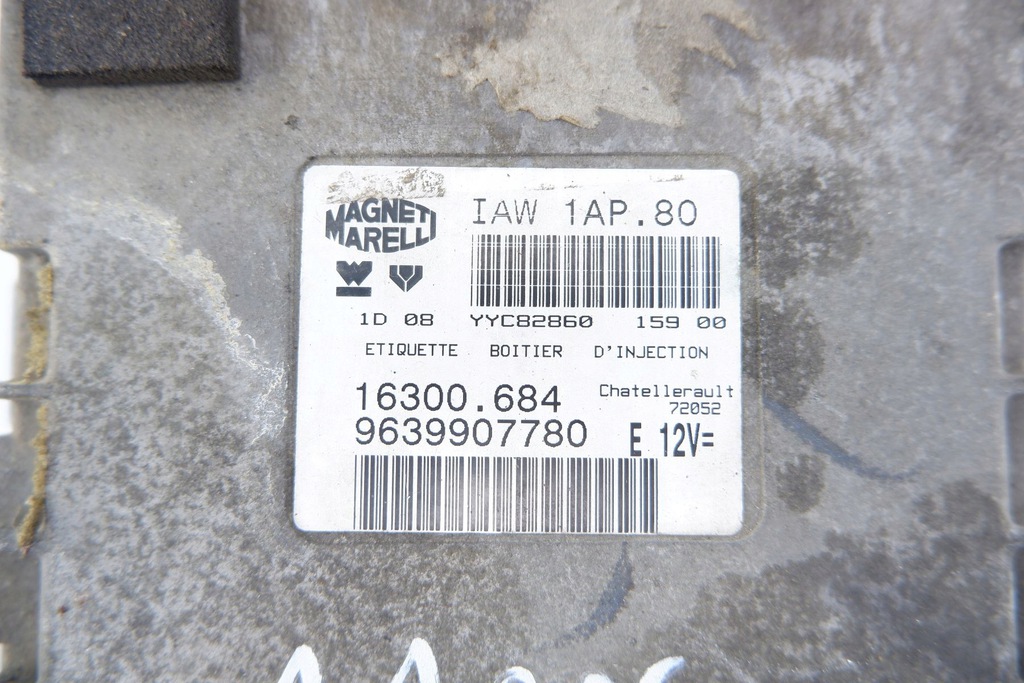 MAGNETI
MARELLI
IAW 1AP.80
1D 08 YYC82860 159 00
ETIQUETTE BOITIER D'INJECTION
16300.684
Chatellerault
72052
9639907780
E 12V=